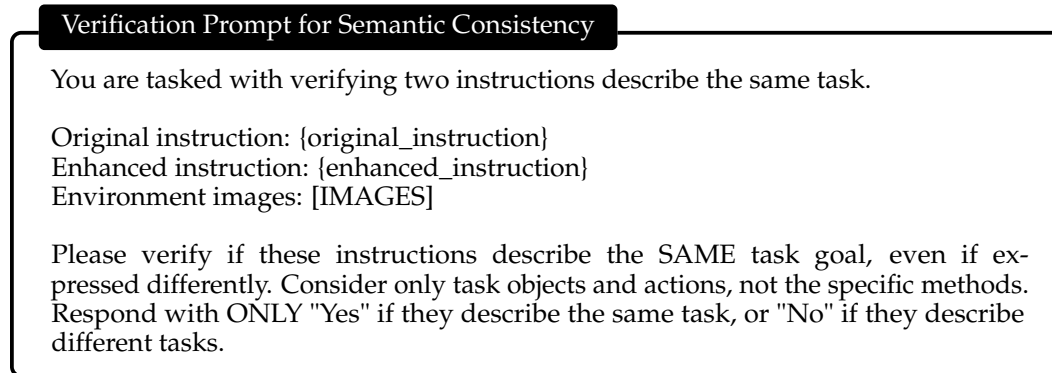 Verification Prompt for Semantic Consistency
You are tasked with verifying two instructions describe the same task.
Original instruction: {original_instruction}
Enhanced instruction: {enhanced_instruction}
Environment images: [IMAGES]
Please verify if these instructions describe the SAME task goal, even if ex-
pressed differently. Consider only task objects and actions, not the specific methods.
Respond with ONLY "Yes" if they describe the same task, or "No" if they describe
different tasks.